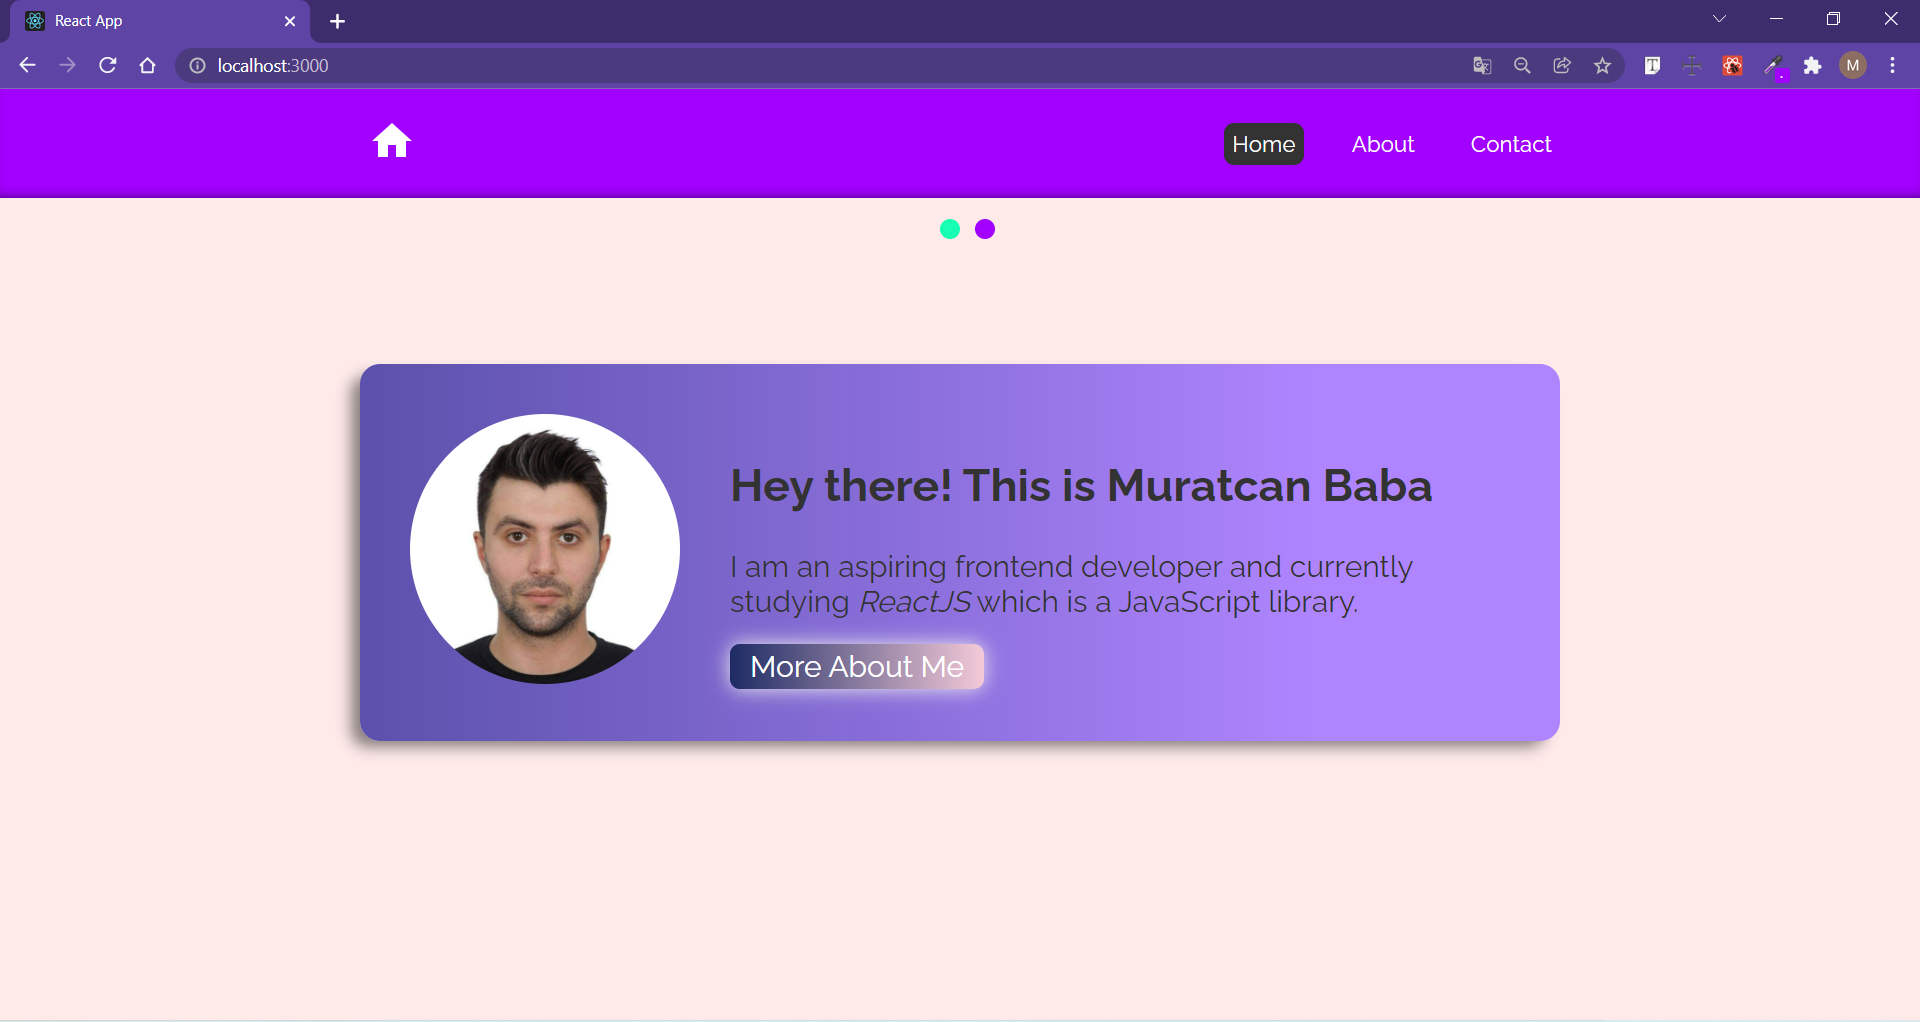 React App
localhost:3000
T
M
Home About Contact
Hey there! This is Muratcan Baba
I am an aspiring frontend developer and currently
studying ReactJS which is a JavaScript library.
More About Me